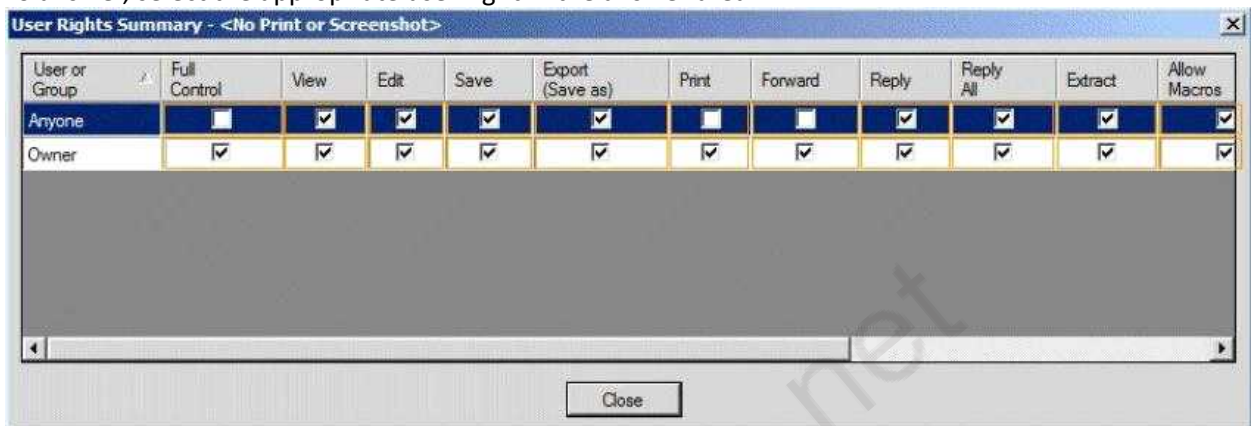 User Rights Summary - <No Print or Screenshot>
User or Group Full Control View Edit Save Export (Save as) Print Forward Reply Reply All Extract Allow Macros
Anyone
Owner
Close
net